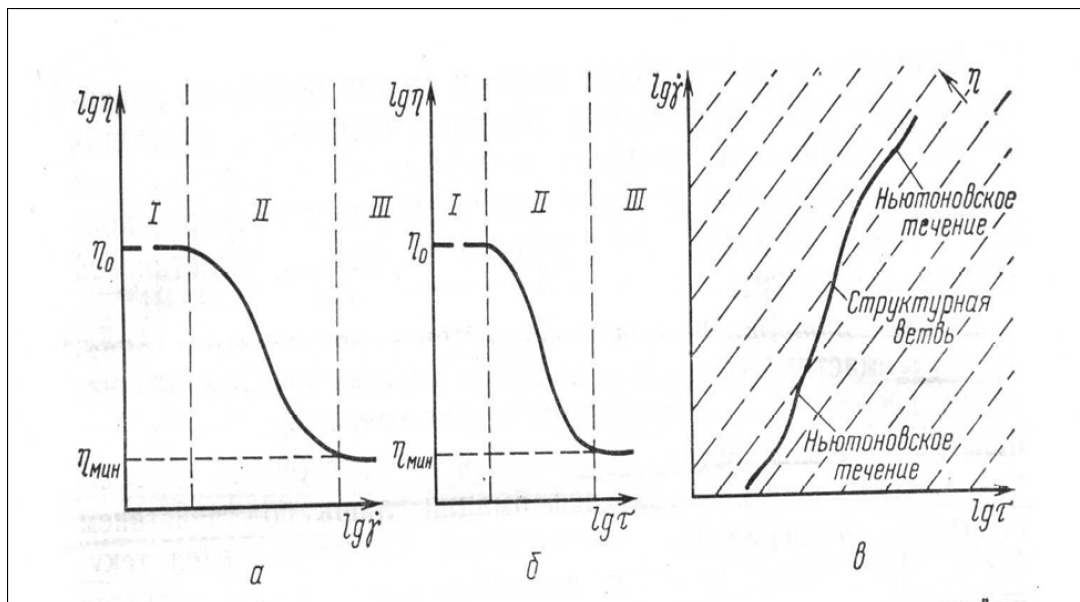 lgη
I
II
III
η₀
ηмин
lgγ̇
а
lgη
I
II
III
η₀
ηмин
lgτ
б
lgγ̇
η
Ньютоновское
течение
Структурная
ветвь
Ньютоновское
течение
lgτ
в